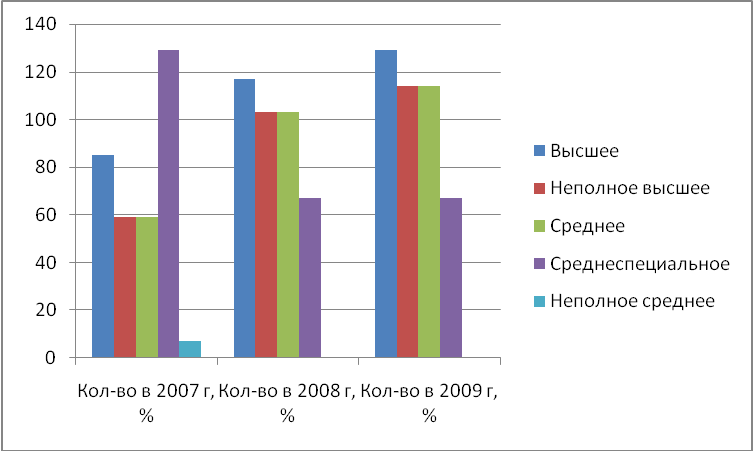 140
120
100
80
60
40
20
0
Кол-во в 2007 г, %
Кол-во в 2008 г, %
Кол-во в 2009 г, %
Высшее
Неполное высшее
Среднее
Среднеспециальное
Неполное среднее